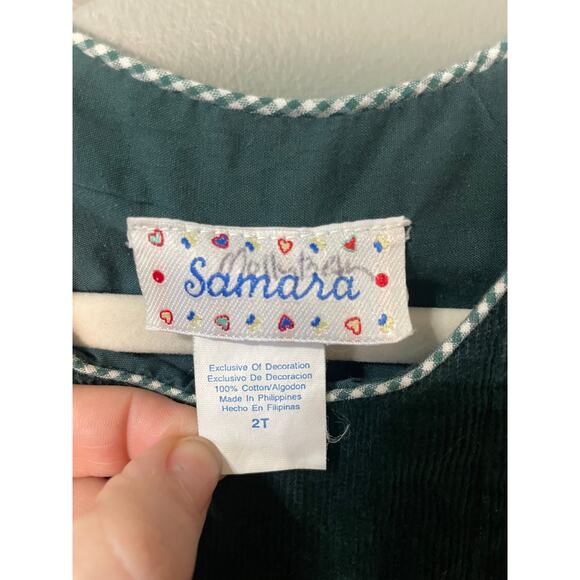 Samara
Exclusive Of Decoration
Exclusivo De Decoracion
100% Cotton/Algodon
Made In Philippines
Hecho En Filipinas
2T